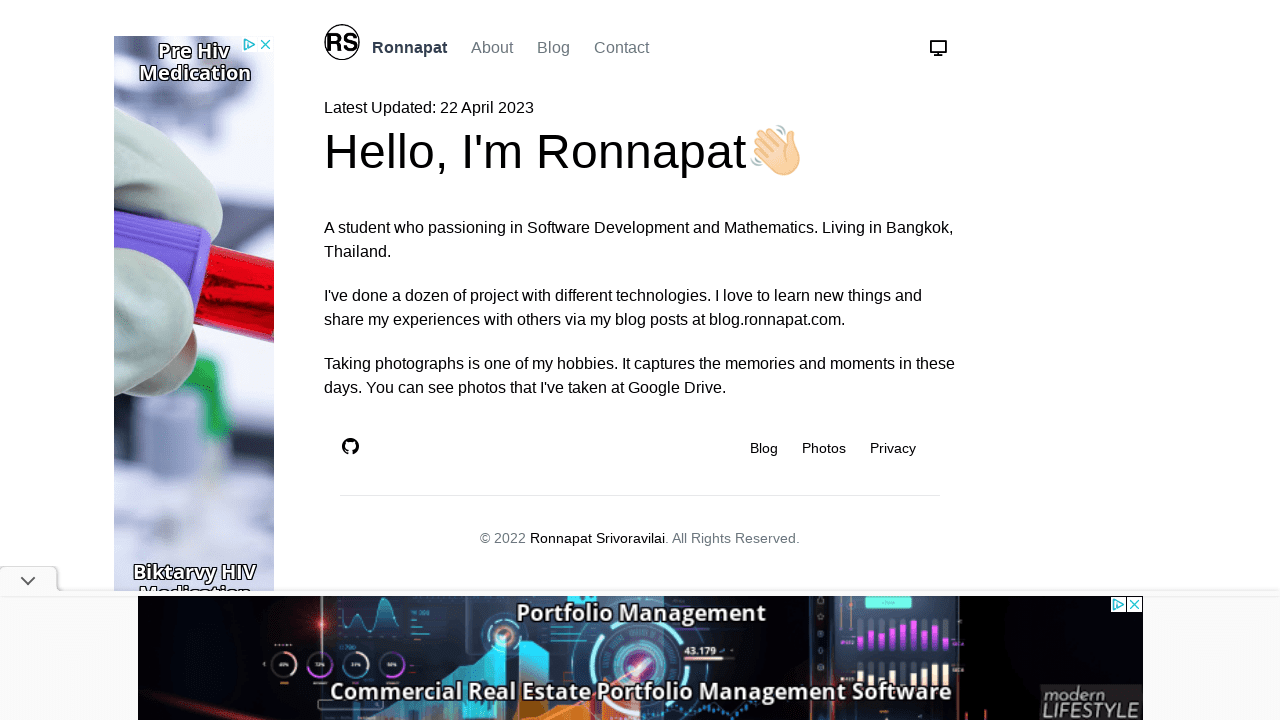 Pre Hiv
Medication
RS
Ronnapat
About
Blog
Contact
Latest Updated: 22 April 2023
Hello, I'm Ronnapat
A student who passioning in Software Development and Mathematics. Living in Bangkok,
Thailand.
I've done a dozen of project with different technologies. I love to learn new things and
share my experiences with others via my blog posts at blog.ronnapat.com.
Taking photographs is one of my hobbies. It captures the memories and moments in these
days. You can see photos that I've taken at Google Drive.
Blog
Photos
Privacy
© 2022 Ronnapat Srivoravilai. All Rights Reserved.
Biktarvy HIV
Medication
Portfolio Management
43.179
Commercial Real Estate Portfolio Management Software
modern
LIFESTYLE